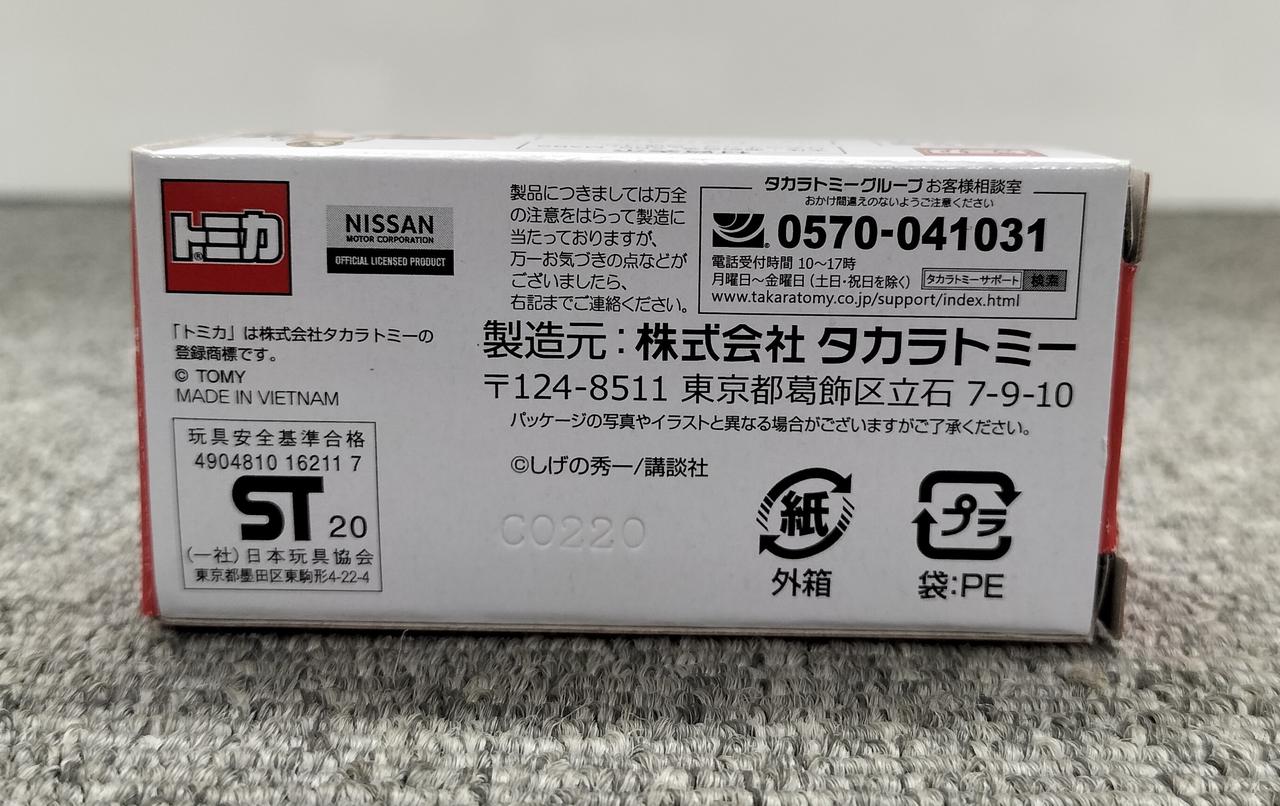 トミカ
®
NISSAN
MOTOR CORPORATION
OFFICIAL LICENSED PRODUCT
「トミカ」は株式会社タカラトミーの
登録商標です。
© TOMY
MADE IN VIETNAM
玩具安全基準合格
4904810 16211 7
ST 20
(一社)日本玩具協会
東京都墨田区東駒形4-22-4
製品につきましては万全
の注意をはらって製造に
当たっておりますが、
万一お気づきの点などが
ございましたら、
右記までご連絡ください。
タカラトミーグループ お客様相談室
おかけ間違えのないようご注意ください
0570-041031
電話受付時間 10〜17時
月曜日〜金曜日(土日・祝日を除く) タカラトミーサポート 検索
www.takaratomy.co.jp/support/index.html
製造元:株式会社 タカラトミー
〒124-8511 東京都葛飾区立石 7-9-10
パッケージの写真やイラストと異なる場合がございますがご了承ください。
©しげの秀一/講談社
C0220
紙
外箱
プラ
袋:PE